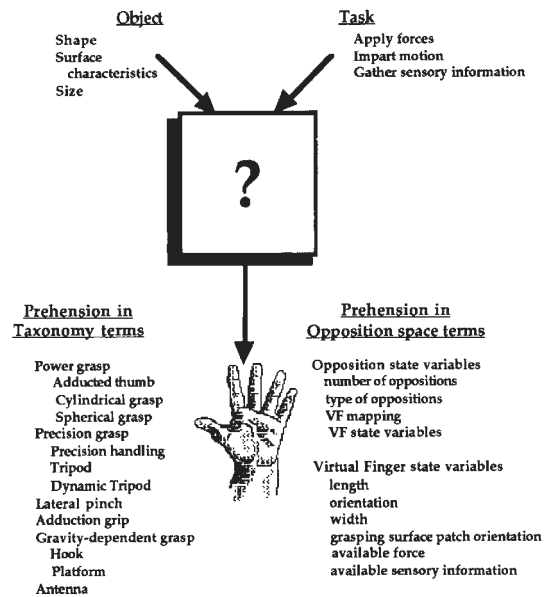 Object
Shape
Surface
characteristics
Size
Task
Apply forces
Impart motion
Gather sensory information
?
Prehension in
Taxonomy terms
Power grasp
Adducted thumb
Cylindrical grasp
Spherical grasp
Precision grasp
Precision handling
Tripod
Dynamic Tripod
Lateral pinch
Adduction grip
Gravity-dependent grasp
Hook
Platform
Antenna
Prehension in
Opposition space terms
Opposition state variables
number of oppositions
type of oppositions
VF mapping
VF state variables
Virtual Finger state variables
length
orientation
width
grasping surface patch orientation
available force
available sensory information